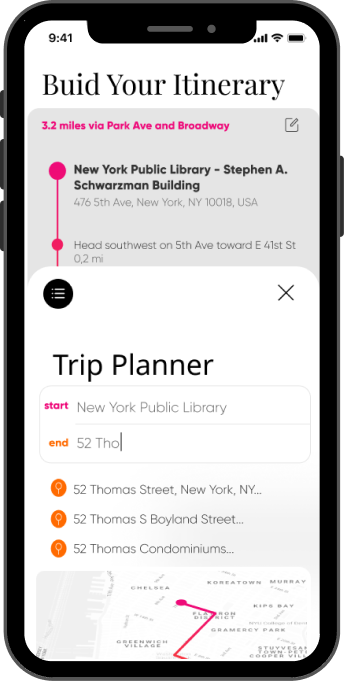 9:41
Buid Your Itinerary
3.2 miles via Park Ave and Broadway
New York Public Library - Stephen A.
Schwarzman Building
476 5th Ave, New York, NY 10018, USA
Head southwest on 5th Ave toward E 41st St
0,2 mi
Trip Planner
start New York Public Library
end 52 Tho
52 Thomas Street, New York, NY...
52 Thomas S Boyland Street...
52 Thomas Condominiums...
KOREATOWN MURRAY
CHELSEA
KIPS BAY
FLATIRON
DISTRICT
GRAMERCY PARK
GREENWICH
VILLAGE
STUYVESA
TOWN-PET
COOPER VILL